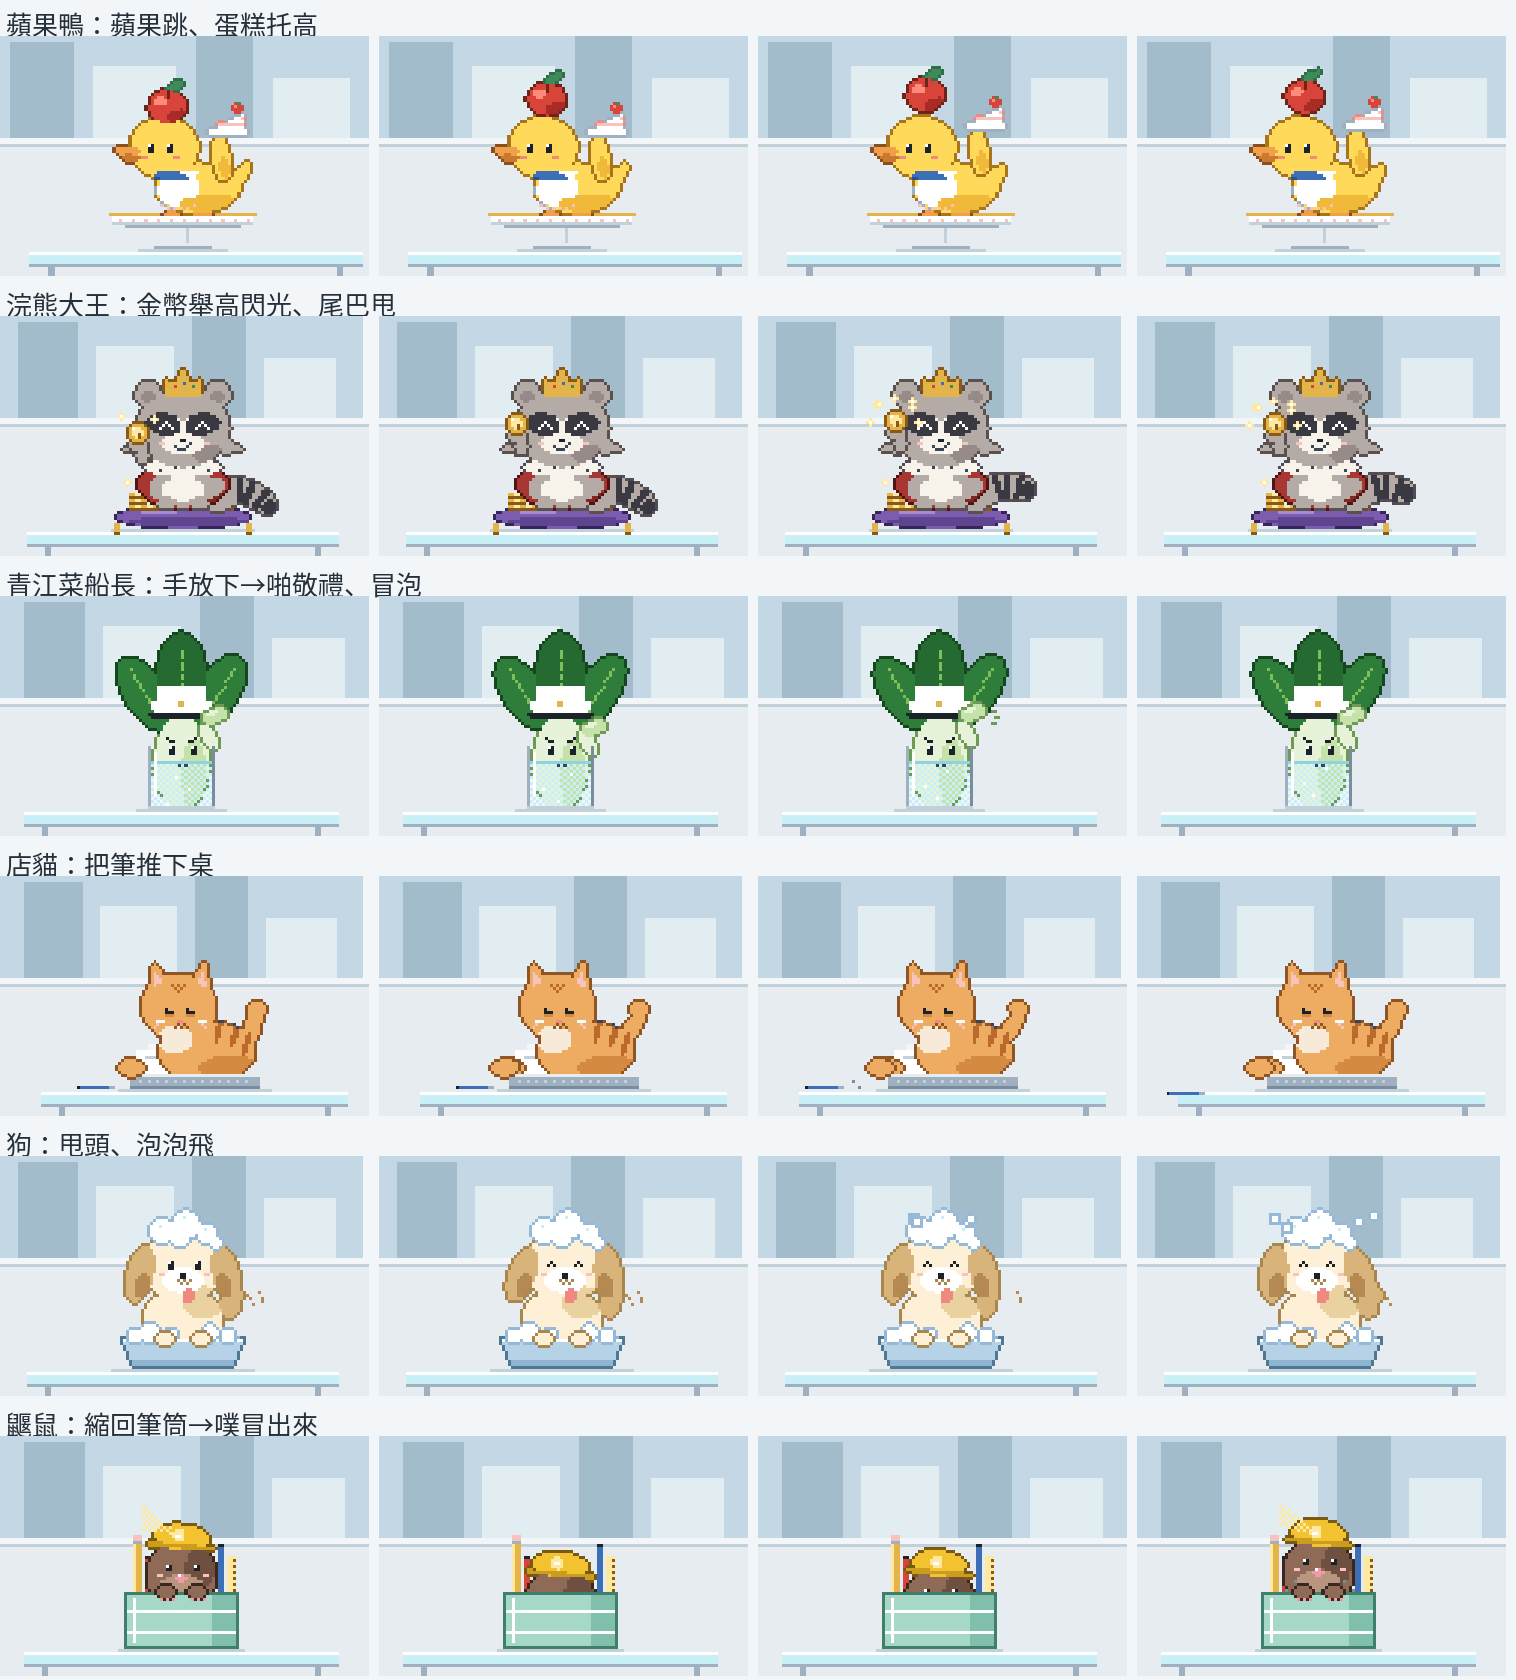 蘋果鴨：蘋果跳、蛋糕托高
浣熊大王：金幣舉高閃光、尾巴甩
青江菜船長：手放下→啪敬禮、冒泡
店貓：把筆推下桌
狗：甩頭、泡泡飛
鼴鼠：縮回筆筒→噗冒出來